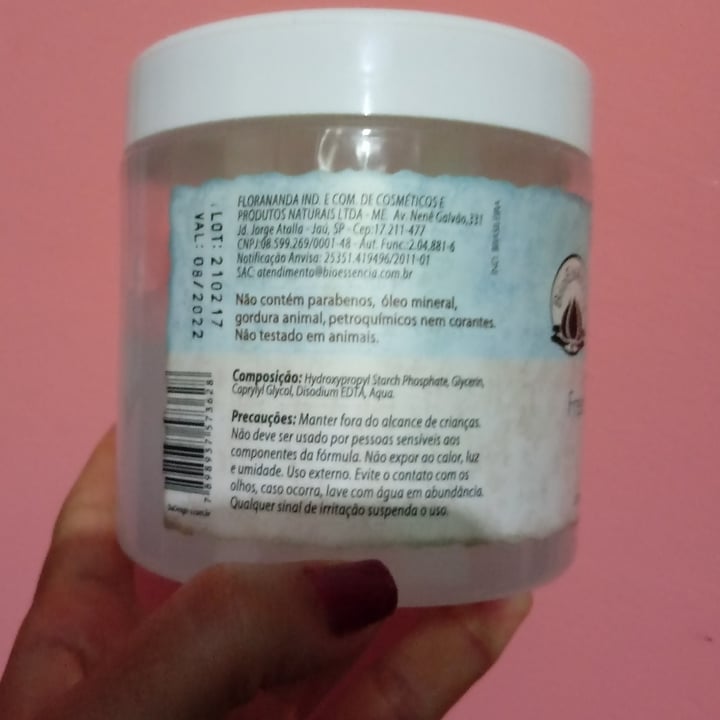 FLORANANDA IND. E COM. DE COSMÉTICOS E
PRODUTOS NATURAIS LTDA - ME. Av. Nenê Galvão, 331
Jd. Jorge Atalla - Jaú, SP - Cep: 17.211-477
CNPJ: 08.599.269/0001-48 - Aut. Func.: 2.04.881-6
Notificação Anvisa: 25351.419496/2011-01
SAC: atendimento@bioessencia.com.br
IND. BRASILEIRA
LOT: 210217
VAL: 08/2022
Não contém parabenos, óleo mineral,
gordura animal, petroquímicos nem corantes.
Não testado em animais.
Composição: Hydroxypropyl Starch Phosphate, Glycerin,
Caprylyl Glycol, Disodium EDTA, Aqua.
Precauções: Manter fora do alcance de crianças.
Não deve ser usado por pessoas sensíveis aos
componentes da fórmula. Não expor ao calor, luz
e umidade. Uso externo. Evite o contato com os
olhos, caso ocorra, lave com água em abundância.
Qualquer sinal de irritação suspenda o uso.
7 898937 573628